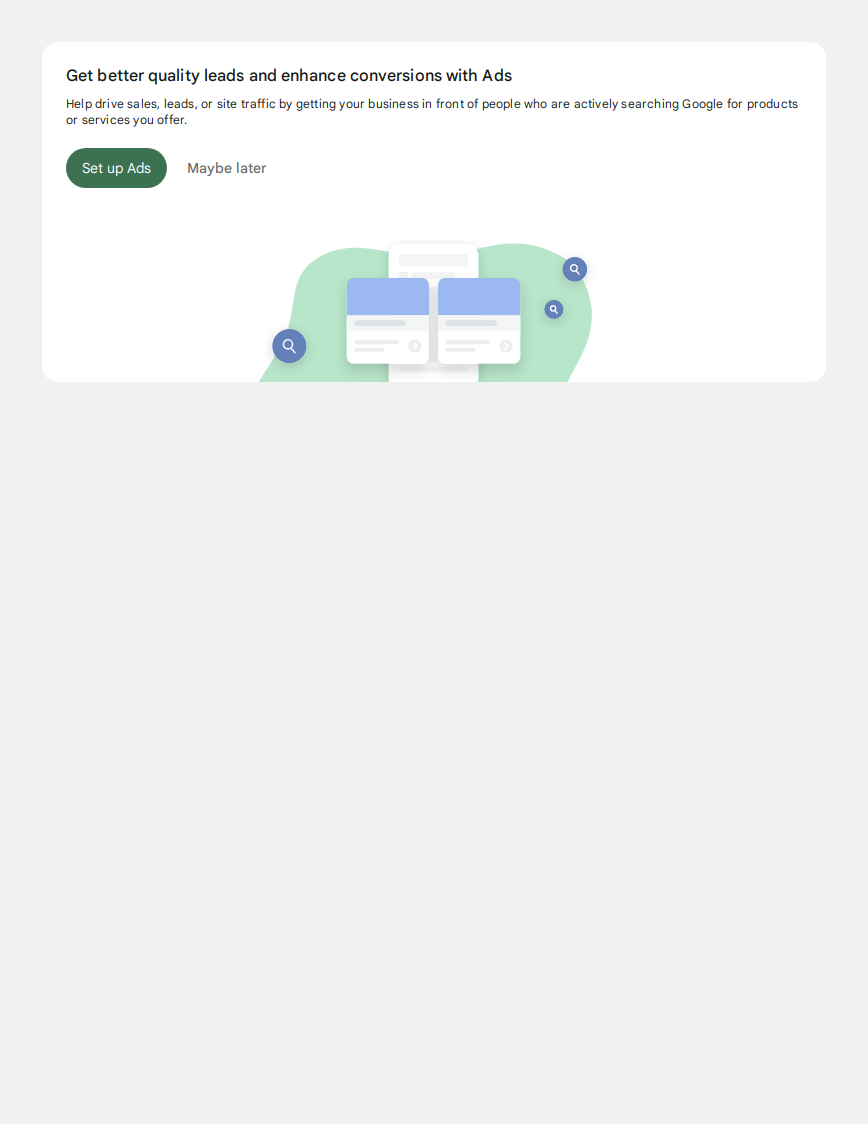 Get better quality leads and enhance conversions with Ads
Help drive sales, leads, or site traffic by getting your business in front of people who are actively searching Google for products
or services you offer.
Set up Ads
Maybe later